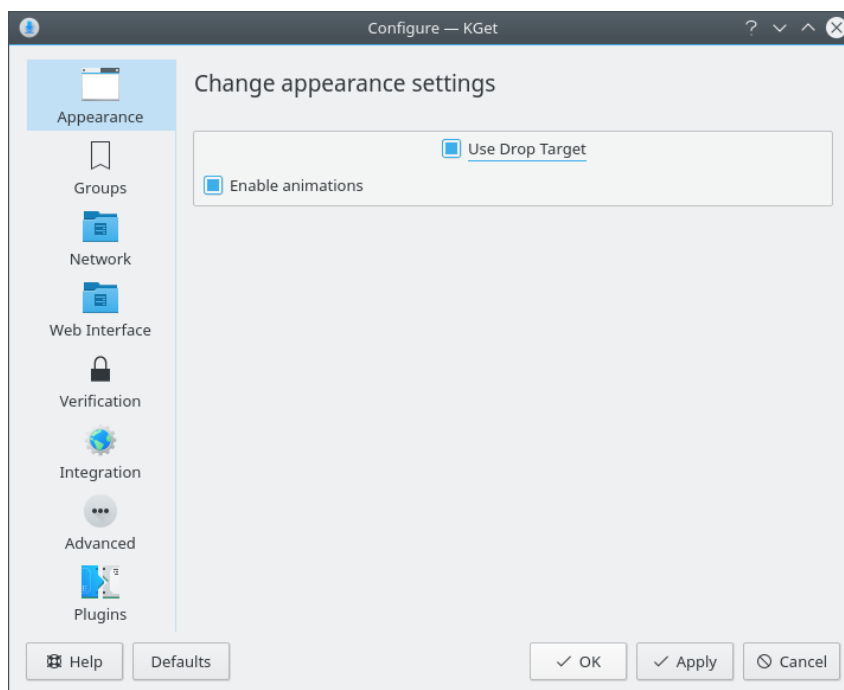 Configure — KGet
Appearance
Groups
Network
Web Interface
Verification
Integration
Advanced
Plugins
Change appearance settings
Use Drop Target
Enable animations
Help
Defaults
OK
Apply
Cancel